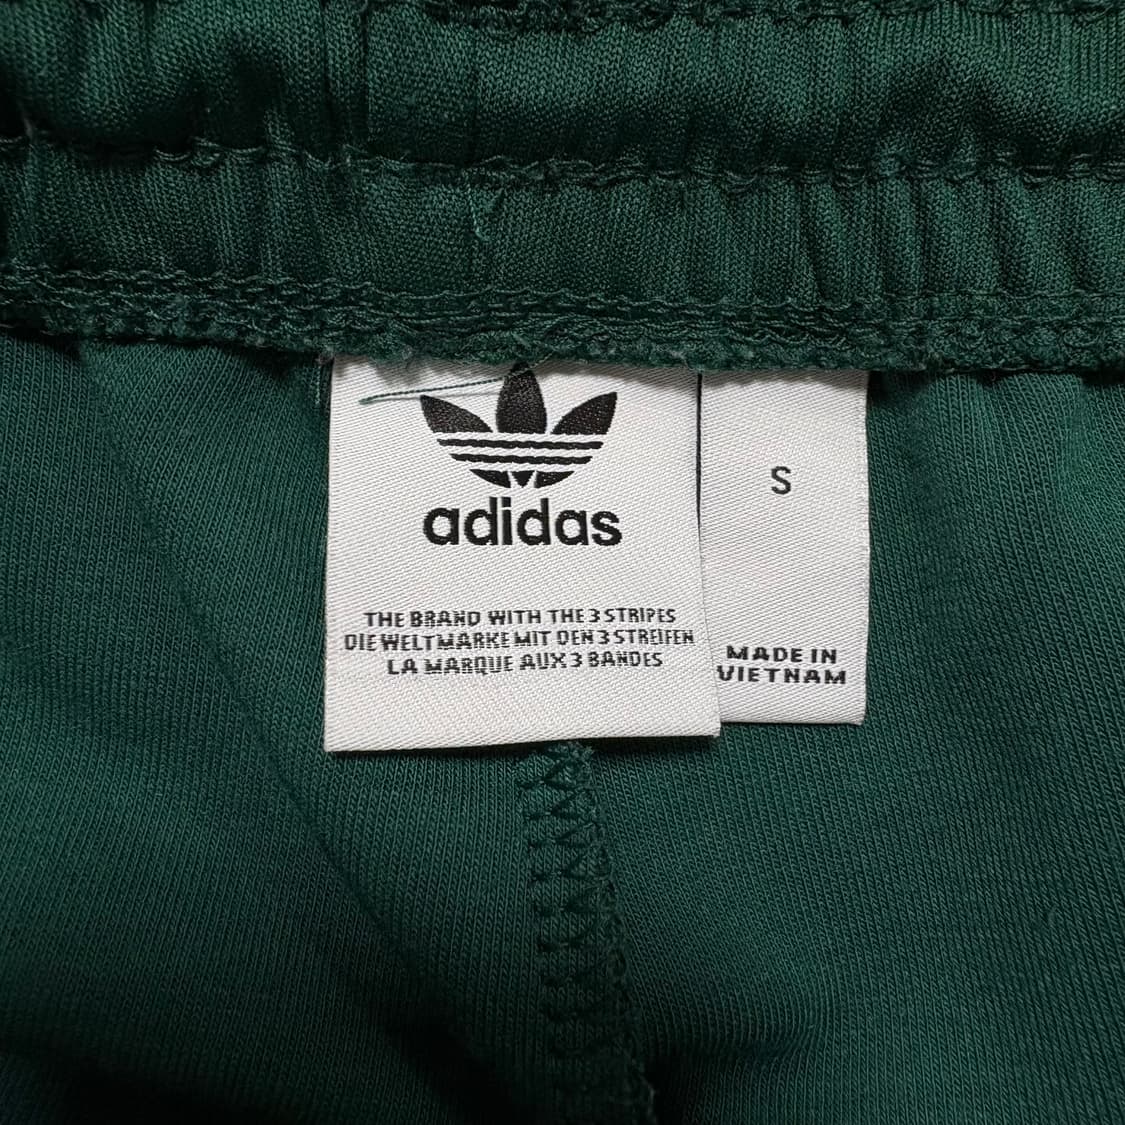 adidas
THE BRAND WITH THE 3 STRIPES
DIE WELTMARKE MIT DEN 3 STREIFEN
LA MARQUE AUX 3 BANDES
S
MADE IN
VIETNAM